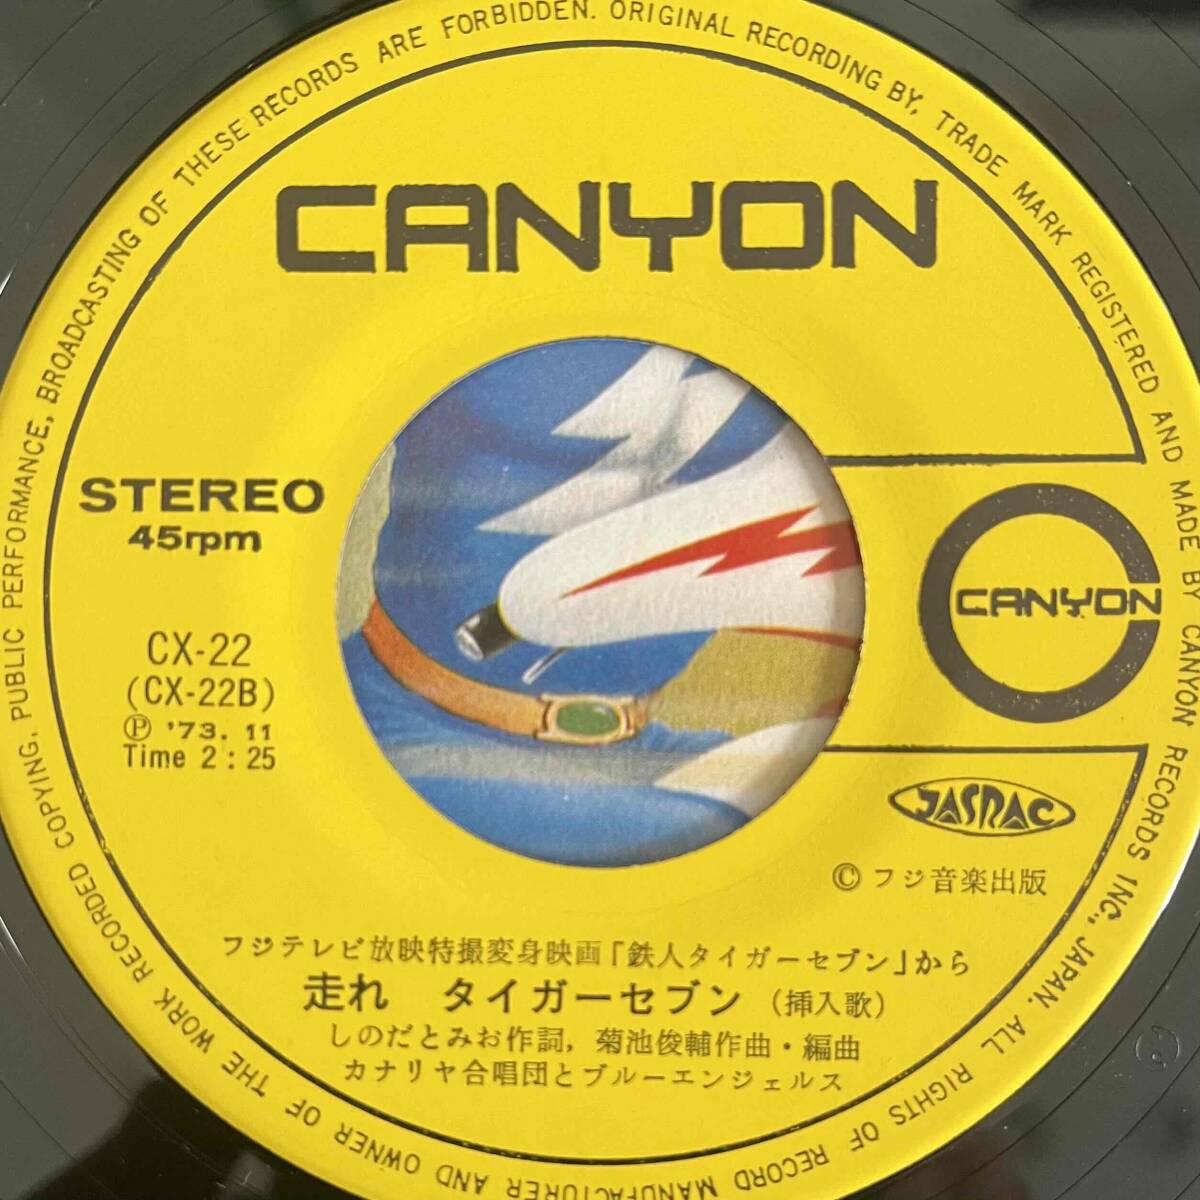 COPYING, PUBLIC PERFORMANCE, BROADCASTING OF THESE RECORDS ARE FORBIDDEN. ORIGINAL RECORDING BY, TRADE MARK REGISTERED AND MADE BY CANYON RECORDS INC., JAPAN. ALL RIGHTS OF RECORD MANUFACTURER AND OWNER OF THE WORK RECORDED
CANYON
STEREO
45rpm
CX-22
(CX-22B)
Ⓟ '73. 11
Time 2 : 25
CANYON
JASRAC
© フジ音楽出版
フジテレビ放映特撮変身映画「鉄人タイガーセブン」から
走れ タイガーセブン (挿入歌)
しのだとみお作詞, 菊池俊輔作曲・編曲
カナリヤ合唱団とブルーエンジェルス